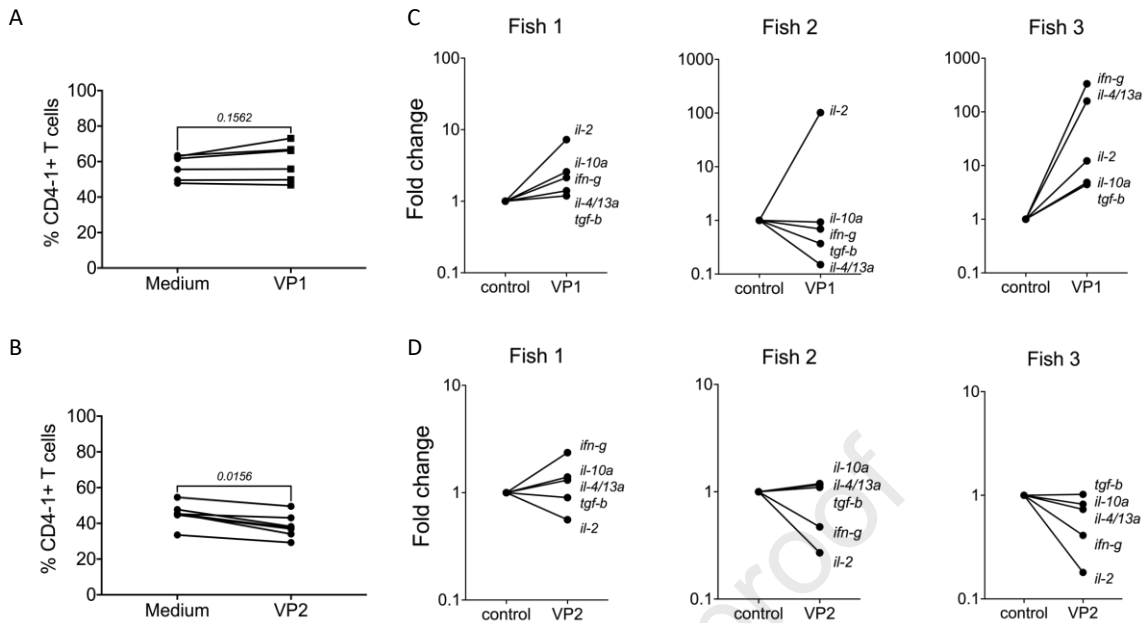 A
% CD4-1+ T cells
100
80
60
40
20
0
0.1562
Medium VP1
C
Fold change
Fish 1
100
10
1
0.1
il-2
il-10a
ifn-g
il-4/13a
tgf-b
control VP1
Fish 2
1000
100
10
1
0.1
il-2
il-10a
ifn-g
tgf-b
il-4/13a
control VP1
Fish 3
1000
100
10
1
0.1
ifn-g
il-4/13a
il-2
il-10a
tgf-b
control VP1
B
% CD4-1+ T cells
100
80
60
40
20
0
0.0156
Medium VP2
D
Fold change
Fish 1
10
1
0.1
ifn-g
il-10a
il-4/13a
tgf-b
il-2
control VP2
Fish 2
10
1
0.1
il-10a
il-4/13a
tgf-b
ifn-g
il-2
control VP2
Fish 3
10
1
0.1
tgf-b
il-10a
il-4/13a
ifn-g
il-2
control VP2
proof